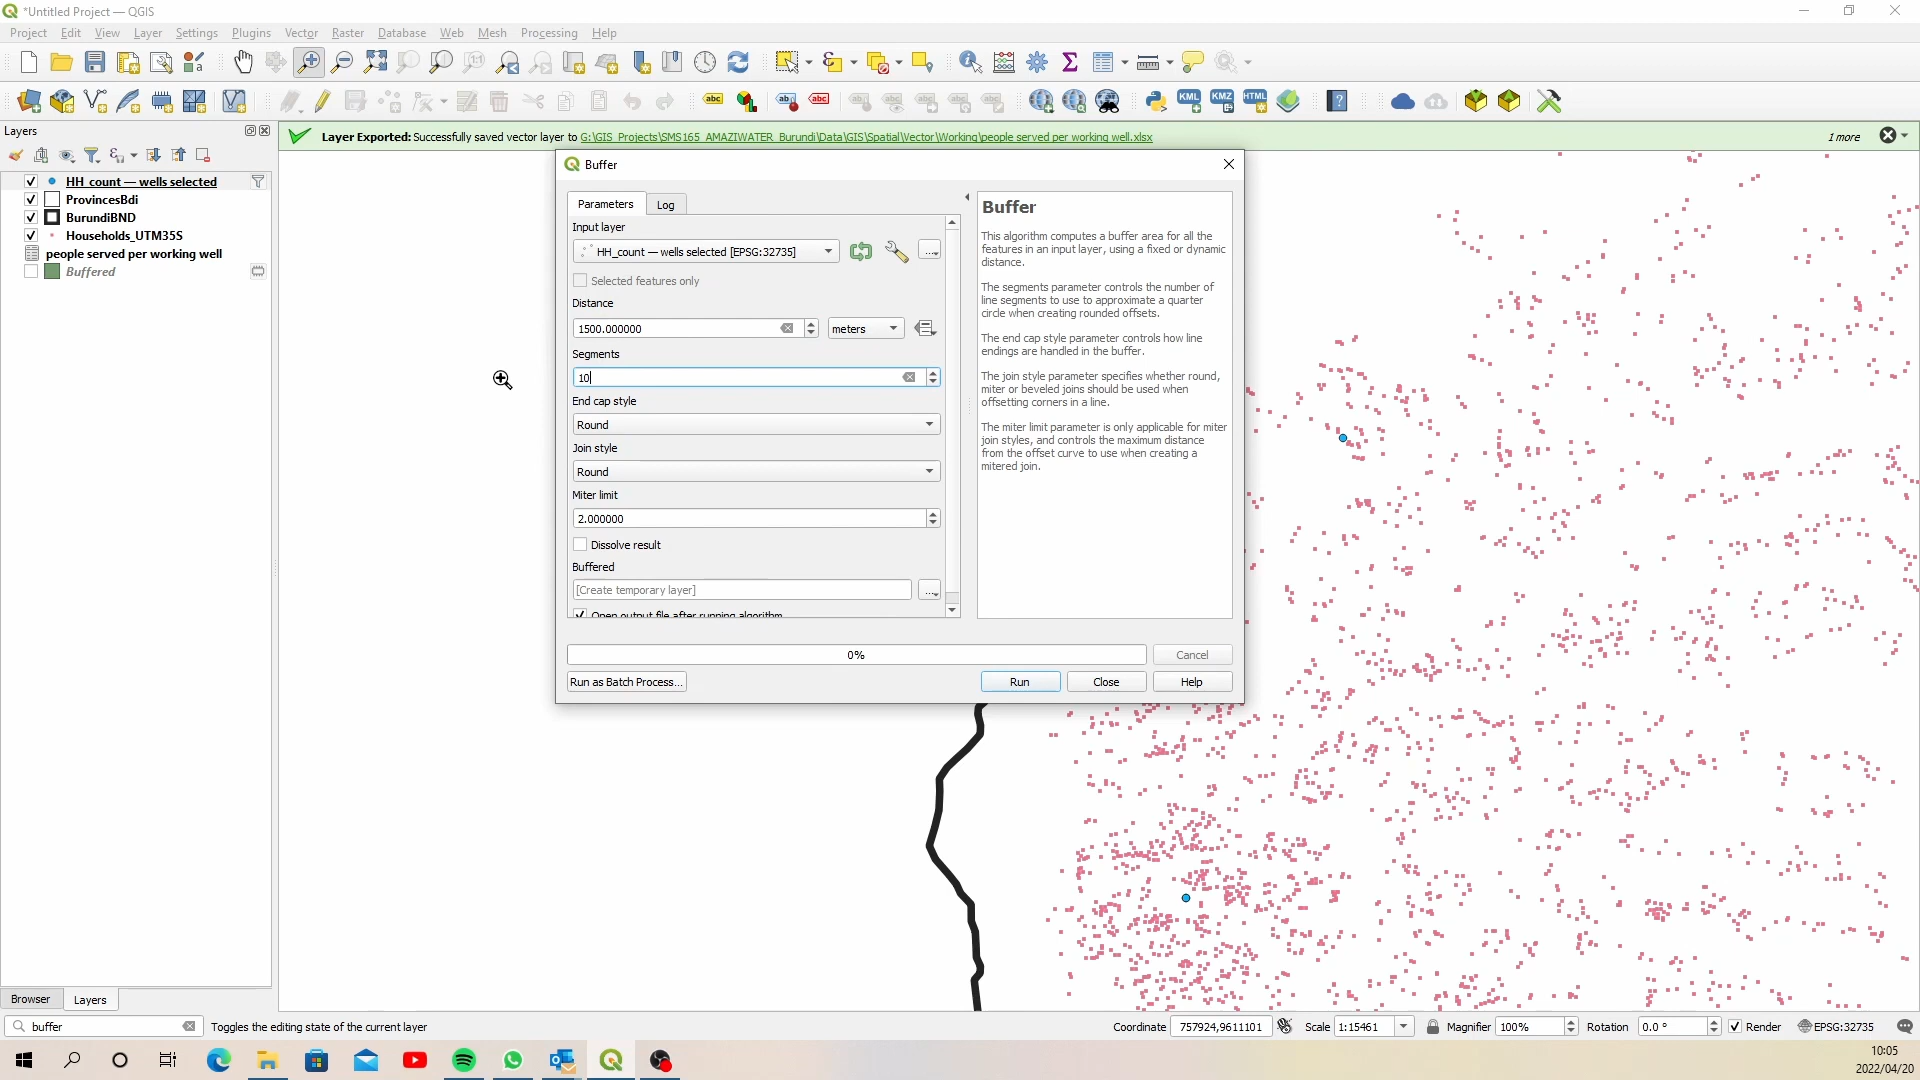 *Untitled Project — QGIS
Project Edit View Layer Settings Plugins Vector Raster Database Web Mesh Processing Help
Layers
Layer Exported: Successfully saved vector layer to G:\GIS_Projects\SMS165_AMAZIWATER_Burundi\Data\GIS\Spatial\Vector\Working\people served per working well.xlsx
1 more
HH_count — wells selected
ProvincesBdi
BurundiBND
Households_UTM35S
people served per working well
Buffered
Buffer
Parameters Log
Input layer
HH_count — wells selected [EPSG:32735]
Selected features only
Distance
1500.000000
meters
Segments
10
End cap style
Round
Join style
Round
Miter limit
2.000000
Dissolve result
Buffered
[Create temporary layer]
Open output file after running algorithm
Buffer
This algorithm computes a buffer area for all the
features in an input layer, using a fixed or dynamic
distance.
The segments parameter controls the number of
line segments to use to approximate a quarter
circle when creating rounded offsets.
The end cap style parameter controls how line
endings are handled in the buffer.
The join style parameter specifies whether round,
miter or beveled joins should be used when
offsetting corners in a line.
The miter limit parameter is only applicable for miter
join styles, and controls the maximum distance
from the offset curve to use when creating a
mitered join.
0%
Cancel
Run as Batch Process...
Run
Close
Help
Browser Layers
buffer
Toggles the editing state of the current layer
Coordinate 757924,9611101
Scale 1:15461
Magnifier 100%
Rotation 0.0 °
Render
EPSG:32735
10:05
2022/04/20